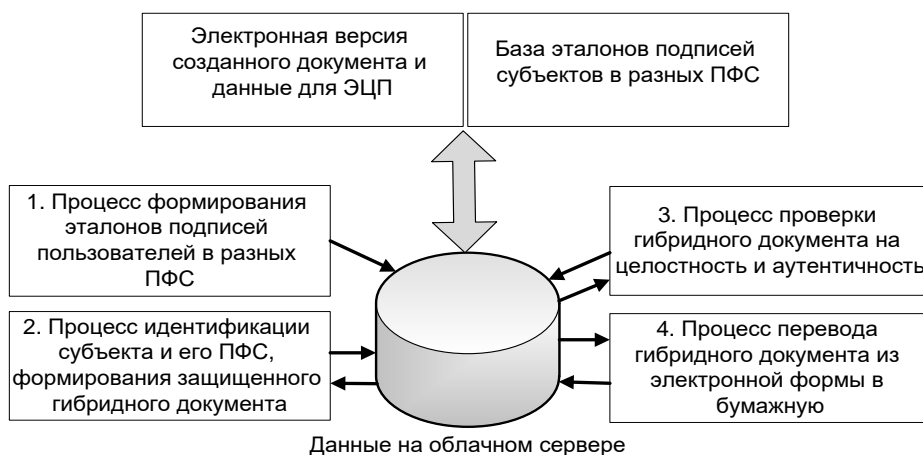 Электронная версия
созданного документа и
данные для ЭЦП
База эталонов подписей
субъектов в разных ПФС
1. Процесс формирования
эталонов подписей
пользователей в разных
ПФС
2. Процесс идентификации
субъекта и его ПФС,
формирования защищенного
гибридного документа
3. Процесс проверки
гибридного документа на
целостность и аутентичность
4. Процесс перевода
гибридного документа из
электронной формы в
бумажную
Данные на облачном сервере